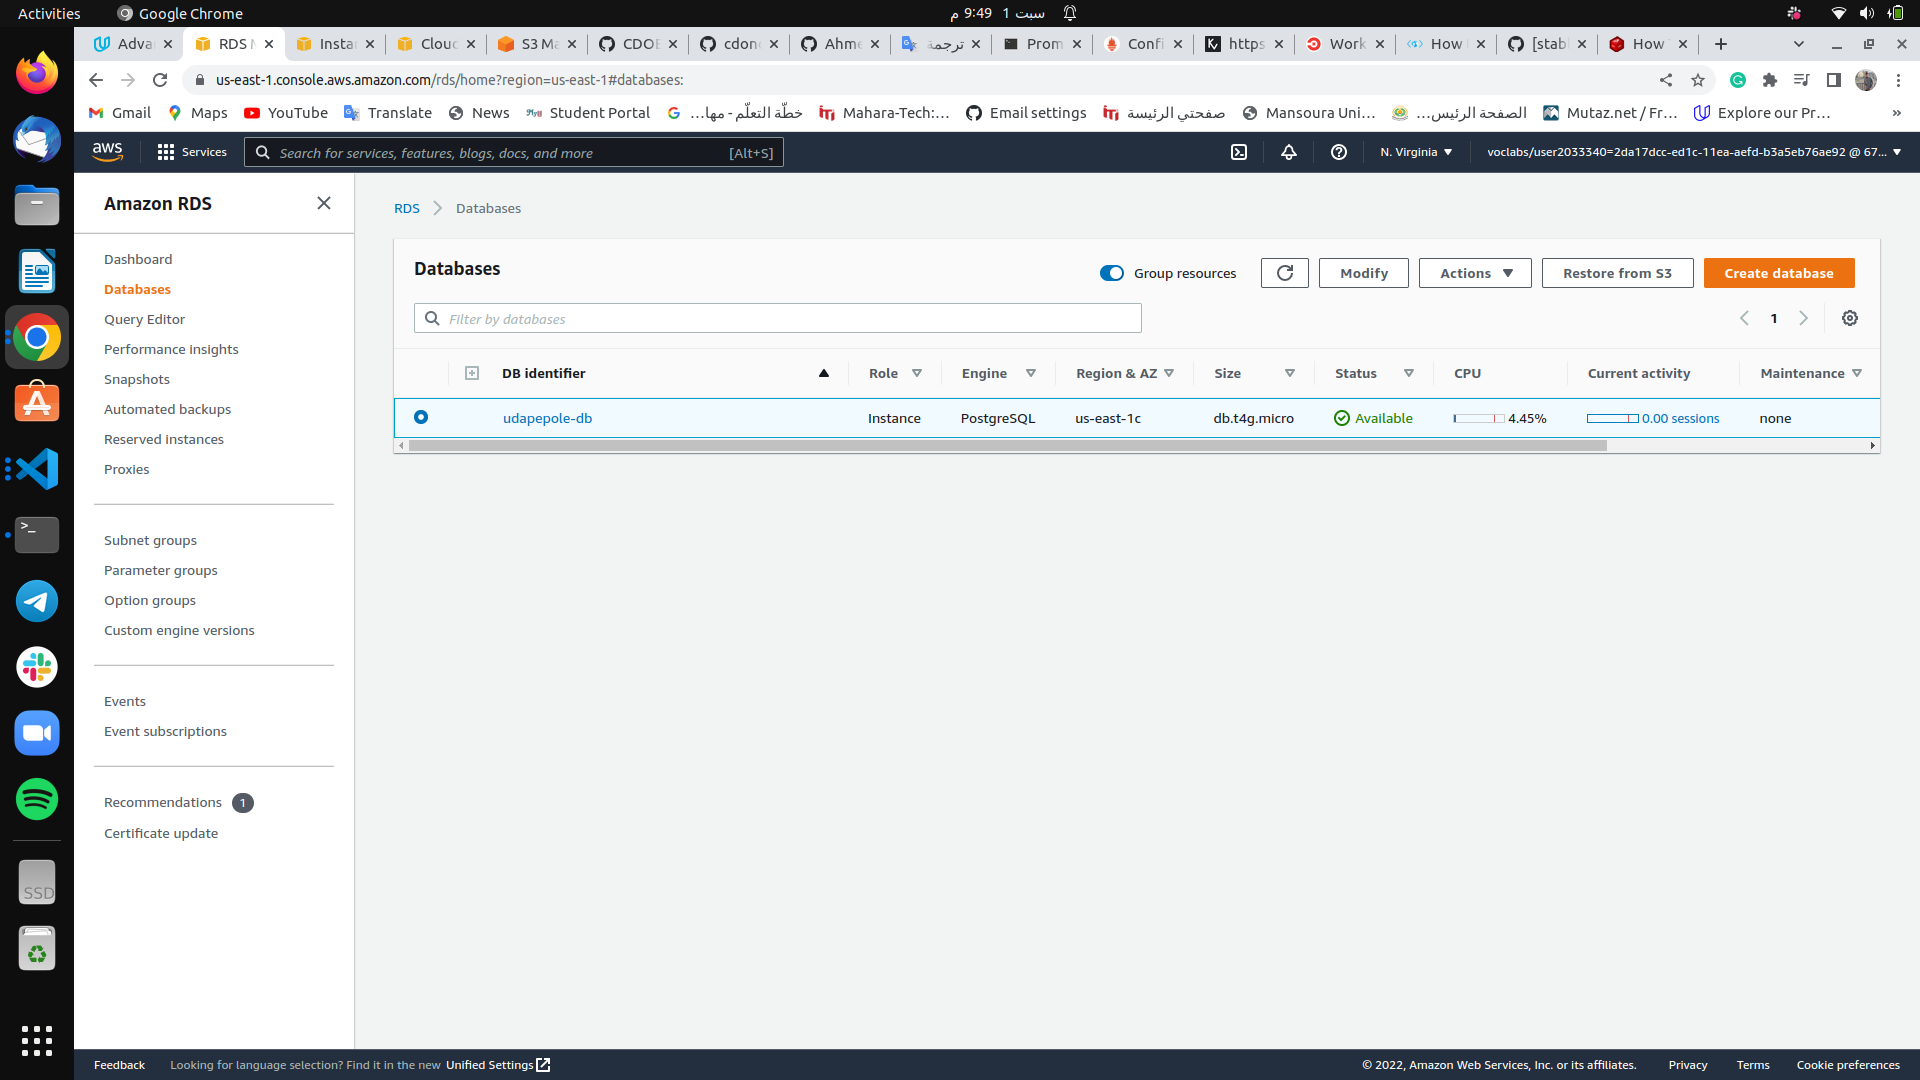 Activities
Google Chrome
سبت 1 9:49 م
Adva
RDS M
Insta
Clouc
S3 Ma
CDOE
cdon
Ahme
ترجمة
Prom
Confi
https
Work
How
[stab
How
us-east-1.console.aws.amazon.com/rds/home?region=us-east-1#databases:
Gmail
Maps
YouTube
Translate
News
Student Portal
خطّة التعلّم - مها...
Mahara-Tech:...
Email settings
صفحتي الرئيسة
Mansoura Uni...
الصفحة الرئيس...
Mutaz.net / Fr...
Explore our Pr...
»
aws
Services
Search for services, features, blogs, docs, and more
[Alt+S]
N. Virginia
voclabs/user2033340=2da17dcc-ed1c-11ea-aefd-b3a5eb76ae92 @ 67...
Amazon RDS
Dashboard
Databases
Query Editor
Performance insights
Snapshots
Automated backups
Reserved instances
Proxies
Subnet groups
Parameter groups
Option groups
Custom engine versions
Events
Event subscriptions
Recommendations 1
Certificate update
RDS
Databases
Databases
Group resources
Modify
Actions
Restore from S3
Create database
Filter by databases
1
DB identifier
Role
Engine
Region & AZ
Size
Status
CPU
Current activity
Maintenance
udapepole-db
Instance
PostgreSQL
us-east-1c
db.t4g.micro
Available
4.45%
0.00 sessions
none
SSD
Feedback
Looking for language selection? Find it in the new Unified Settings
© 2022, Amazon Web Services, Inc. or its affiliates.
Privacy
Terms
Cookie preferences